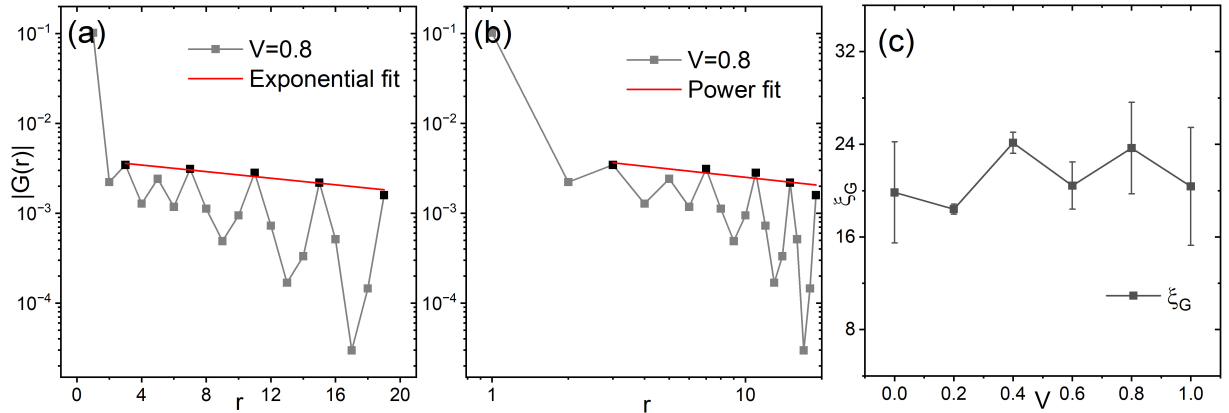 (a)
V=0.8
Exponential fit
|G(r)|
10⁻¹
10⁻²
10⁻³
10⁻⁴
0 4 8 12 16 20
r
(b)
V=0.8
Power fit
10⁻¹
10⁻²
10⁻³
10⁻⁴
1 10
r
(c)
ξG
32
24
16
8
ξG
0.0 0.2 0.4 0.6 0.8 1.0
V